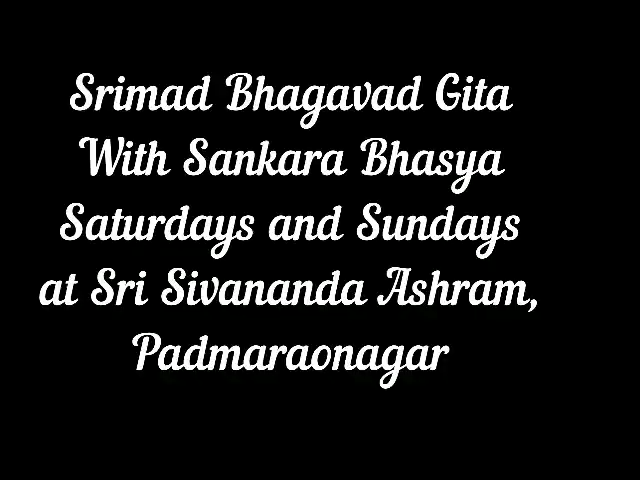 Srimad Bhagavad Gita
With Sankara Bhasya
Saturdays and Sundays
at Sri Sivananda Ashram,
Padmaraonagar